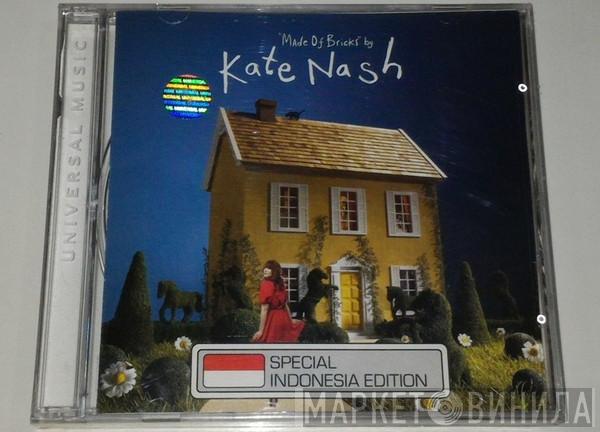 "Made Of Bricks" by
Kate Nash
UNIVERSAL MUSIC
SPECIAL
INDONESIA EDITION
МАРКЕТ ВИНИЛА